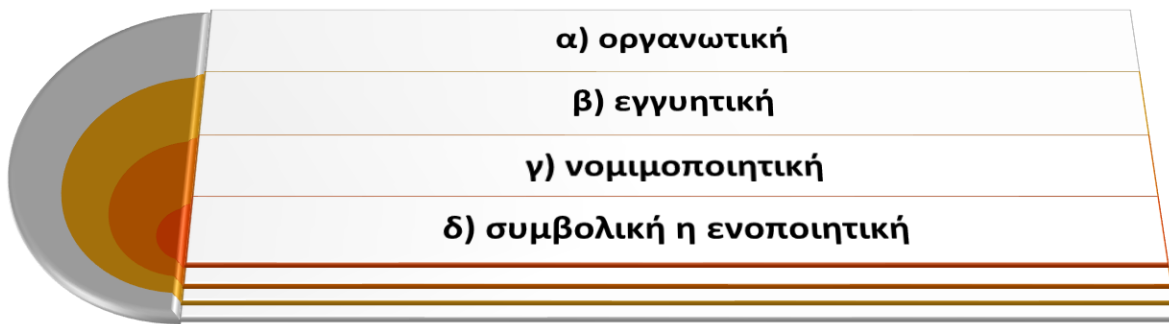 α) οργανωτική
β) εγγυητική
γ) νομιμοποιητική
δ) συμβολική η ενοποιητική